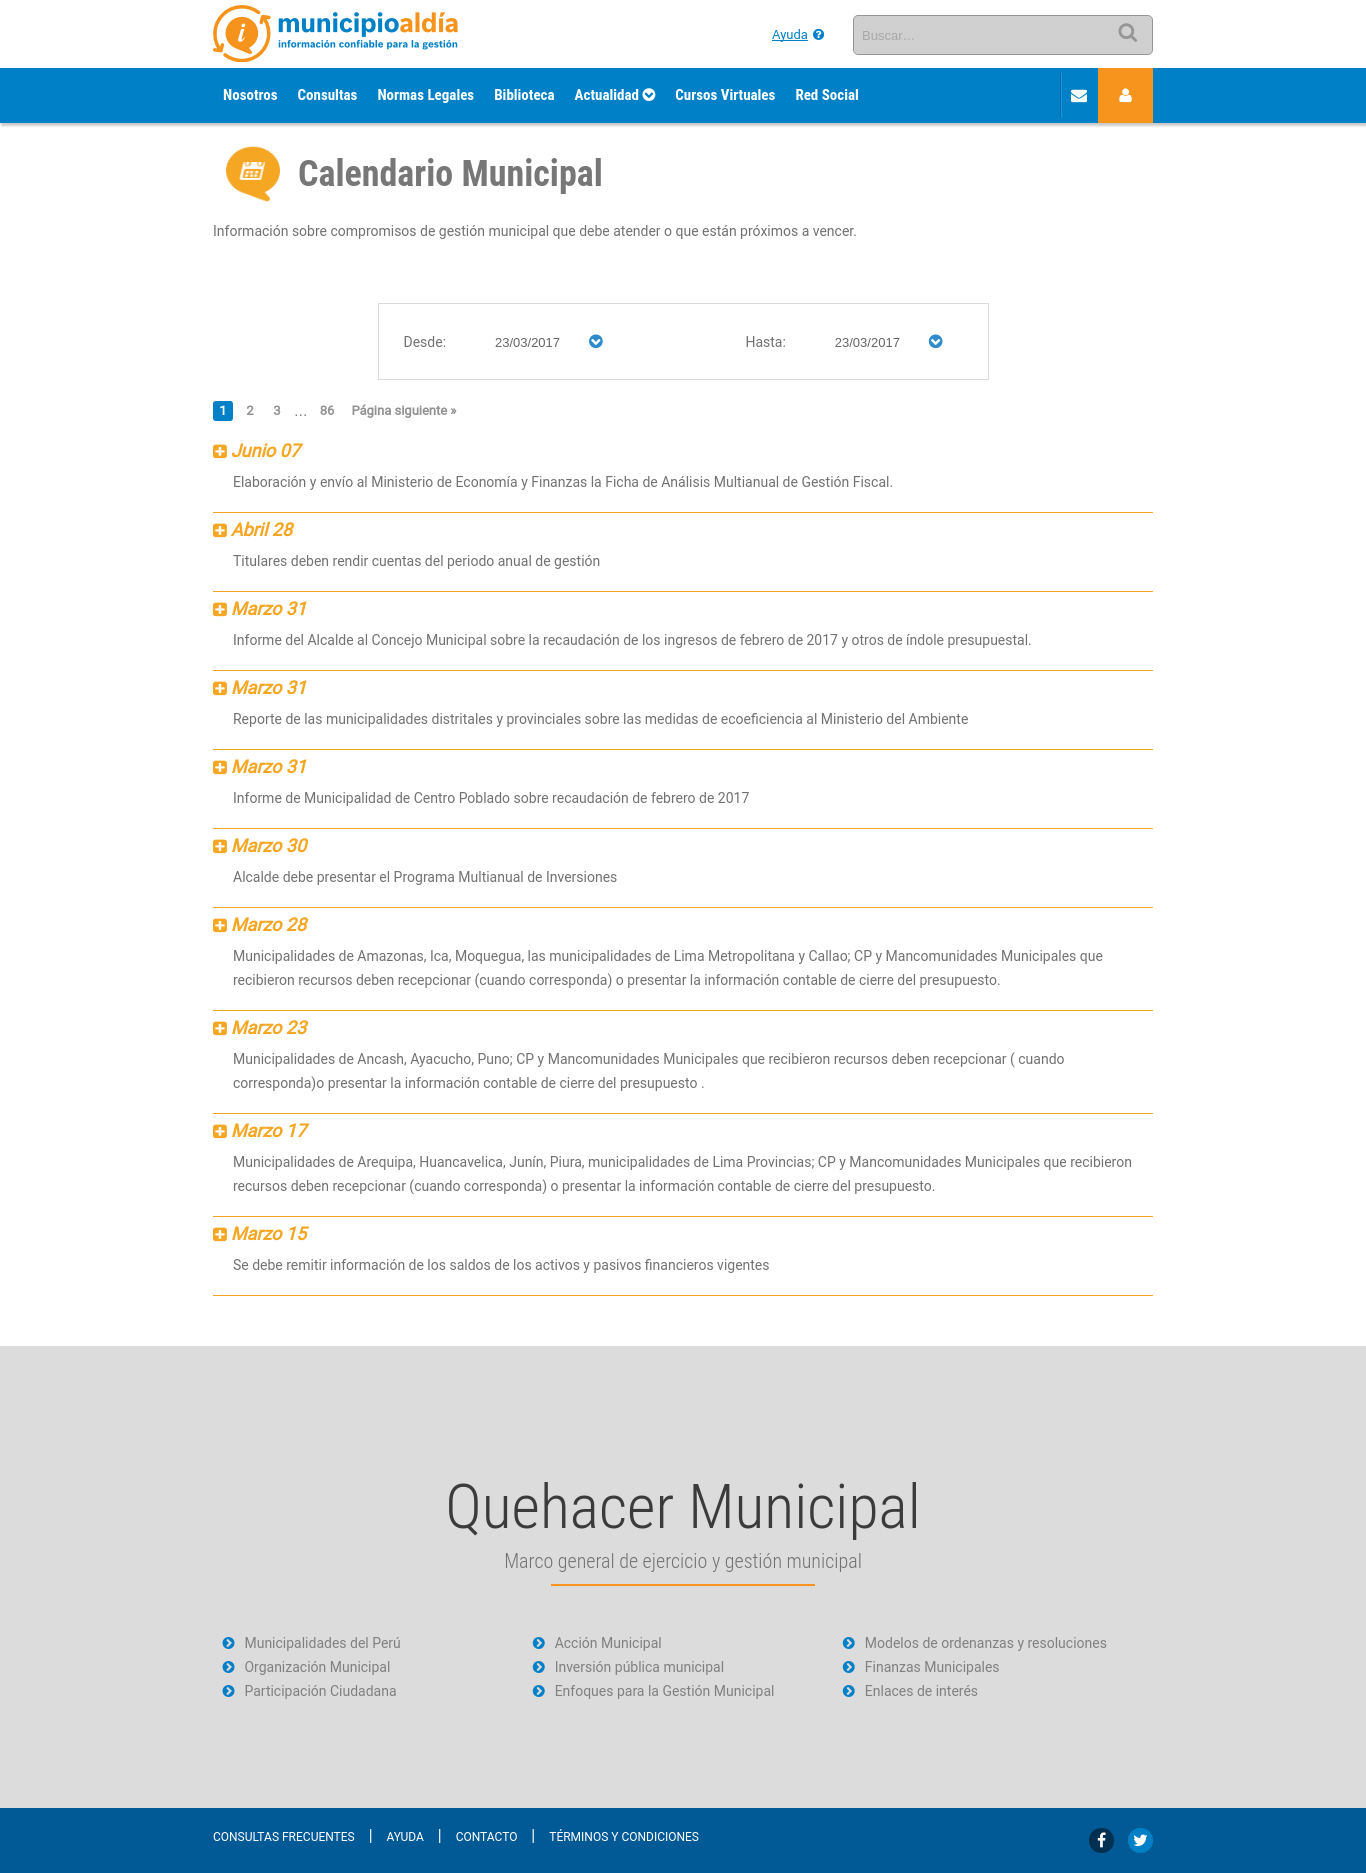 municipioaldía
información confiable para la gestión
Ayuda
Buscar...
Nosotros Consultas Normas Legales Biblioteca Actualidad Cursos Virtuales Red Social
Calendario Municipal
Información sobre compromisos de gestión municipal que debe atender o que están próximos a vencer.
Desde: 23/03/2017 Hasta: 23/03/2017
1 2 3 ... 86 Página siguiente »
Junio 07
Elaboración y envío al Ministerio de Economía y Finanzas la Ficha de Análisis Multianual de Gestión Fiscal.
Abril 28
Titulares deben rendir cuentas del periodo anual de gestión
Marzo 31
Informe del Alcalde al Concejo Municipal sobre la recaudación de los ingresos de febrero de 2017 y otros de índole presupuestal.
Marzo 31
Reporte de las municipalidades distritales y provinciales sobre las medidas de ecoeficiencia al Ministerio del Ambiente
Marzo 31
Informe de Municipalidad de Centro Poblado sobre recaudación de febrero de 2017
Marzo 30
Alcalde debe presentar el Programa Multianual de Inversiones
Marzo 28
Municipalidades de Amazonas, Ica, Moquegua, las municipalidades de Lima Metropolitana y Callao; CP y Mancomunidades Municipales que
recibieron recursos deben recepcionar (cuando corresponda) o presentar la información contable de cierre del presupuesto.
Marzo 23
Municipalidades de Ancash, Ayacucho, Puno; CP y Mancomunidades Municipales que recibieron recursos deben recepcionar ( cuando
corresponda)o presentar la información contable de cierre del presupuesto .
Marzo 17
Municipalidades de Arequipa, Huancavelica, Junín, Piura, municipalidades de Lima Provincias; CP y Mancomunidades Municipales que recibieron
recursos deben recepcionar (cuando corresponda) o presentar la información contable de cierre del presupuesto.
Marzo 15
Se debe remitir información de los saldos de los activos y pasivos financieros vigentes
Quehacer Municipal
Marco general de ejercicio y gestión municipal
Municipalidades del Perú
Organización Municipal
Participación Ciudadana
Acción Municipal
Inversión pública municipal
Enfoques para la Gestión Municipal
Modelos de ordenanzas y resoluciones
Finanzas Municipales
Enlaces de interés
CONSULTAS FRECUENTES | AYUDA | CONTACTO | TÉRMINOS Y CONDICIONES